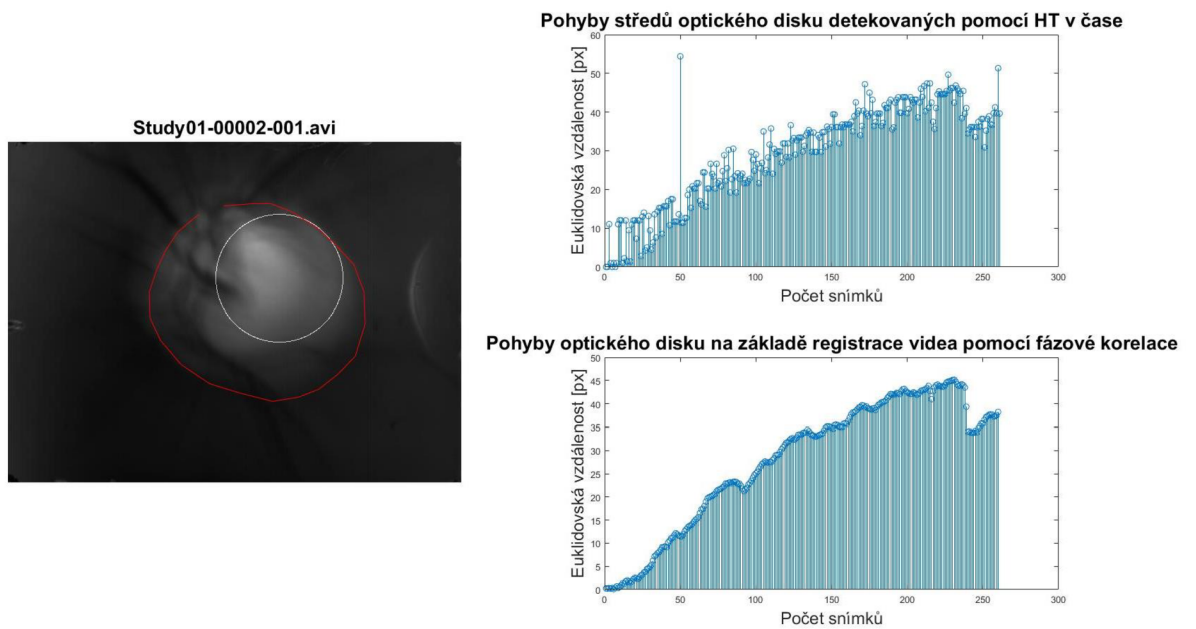 Study01-00002-001.avi
Pohyby středů optického disku detekovaných pomocí HT v čase
Euklidovská vzdálenost [px]
60
50
40
30
20
10
0
0 50 100 150 200 250 300
Počet snímků
Pohyby optického disku na základě registrace videa pomocí fázové korelace
Euklidovská vzdálenost [px]
50
45
40
35
30
25
20
15
10
5
0
0 50 100 150 200 250 300
Počet snímků